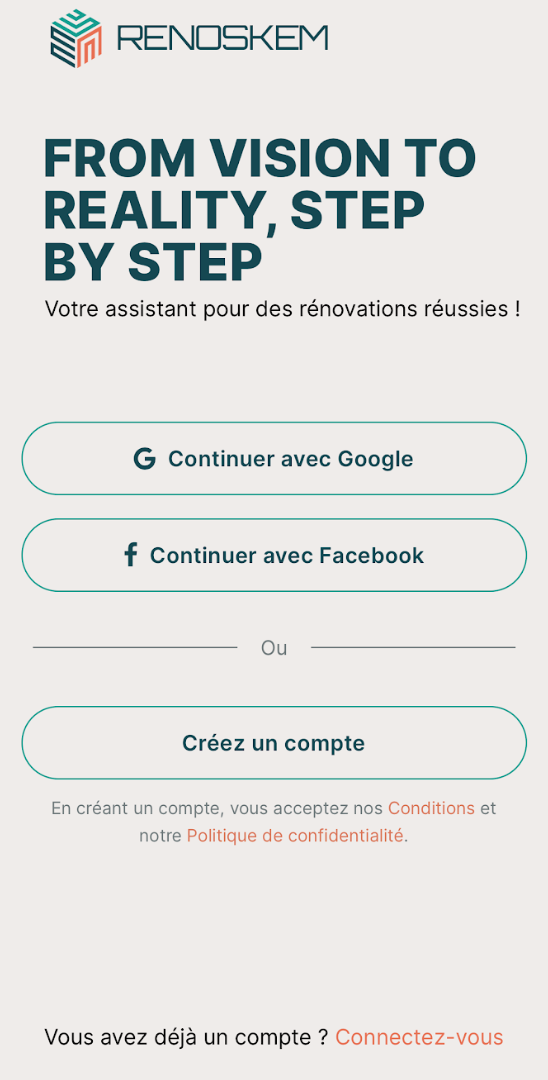 RENOSKEM
FROM VISION TO
REALITY, STEP
BY STEP
Votre assistant pour des rénovations réussies !
Continuer avec Google
Continuer avec Facebook
Ou
Créez un compte
En créant un compte, vous acceptez nos Conditions et
notre Politique de confidentialité.
Vous avez déjà un compte ? Connectez-vous